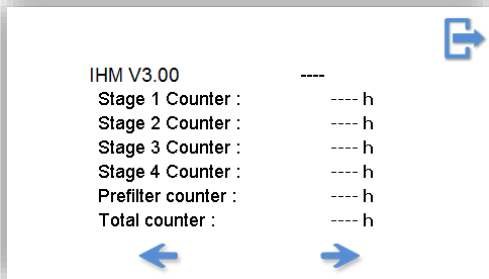 IHM V3.00 ----
Stage 1 Counter : ---- h
Stage 2 Counter : ---- h
Stage 3 Counter : ---- h
Stage 4 Counter : ---- h
Prefilter counter : ---- h
Total counter : ---- h